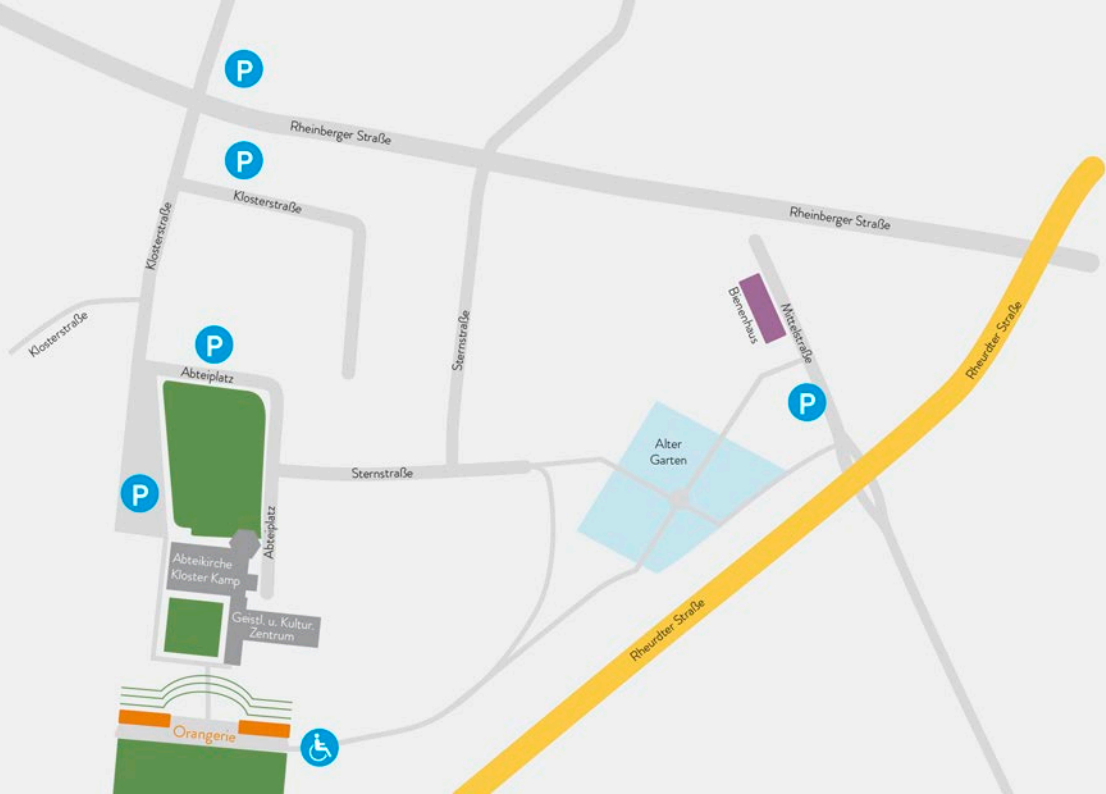 P
Rheinberger Straße
P
Klosterstraße
Klosterstraße
Rheinberger Straße
Klosterstraße
Bienenhaus
Mittelstraße
Rheurdter Straße
Sternstraße
P
Abteiplatz
P
Alter
Garten
Sternstraße
P
Abteiplatz
Abteikirche
Kloster Kamp
Geistl. u. Kultur.
Zentrum
Rheurdter Straße
Orangerie